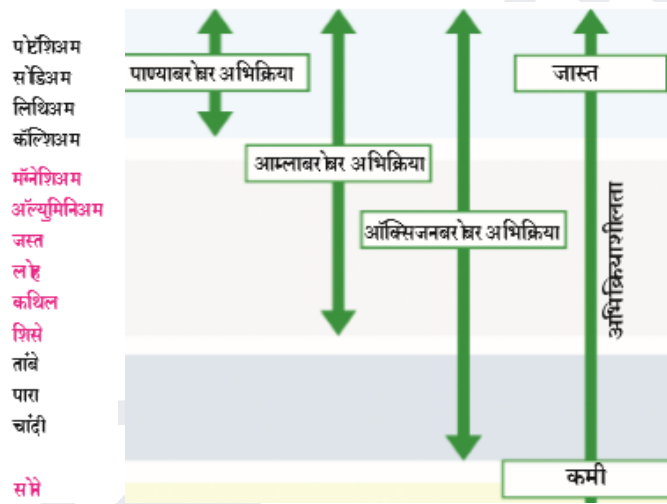 पोटॅशिअम
सोडिअम
लिथिअम
कॅल्शिअम
मॅग्नेशिअम
अॅल्युमिनिअम
जस्त
लोह
कथिल
शिसे
तांबे
पारा
चांदी
सोने
पाण्याबरोबर अभिक्रिया
आम्लाबरोबर अभिक्रिया
ऑक्सिजनबरोबर अभिक्रिया
जास्त
अभिक्रियाशीलता
कमी